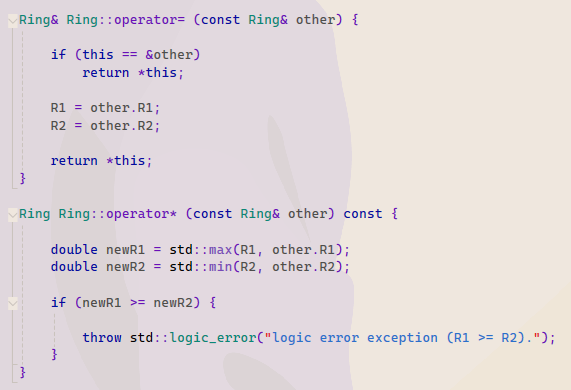 Ring& Ring::operator= (const Ring& other) {
if (this == &other)
return *this;
R1 = other.R1;
R2 = other.R2;
return *this;
}
Ring Ring::operator* (const Ring& other) const {
double newR1 = std::max(R1, other.R1);
double newR2 = std::min(R2, other.R2);
if (newR1 >= newR2) {
throw std::logic_error("logic error exception (R1 >= R2).");
}
}